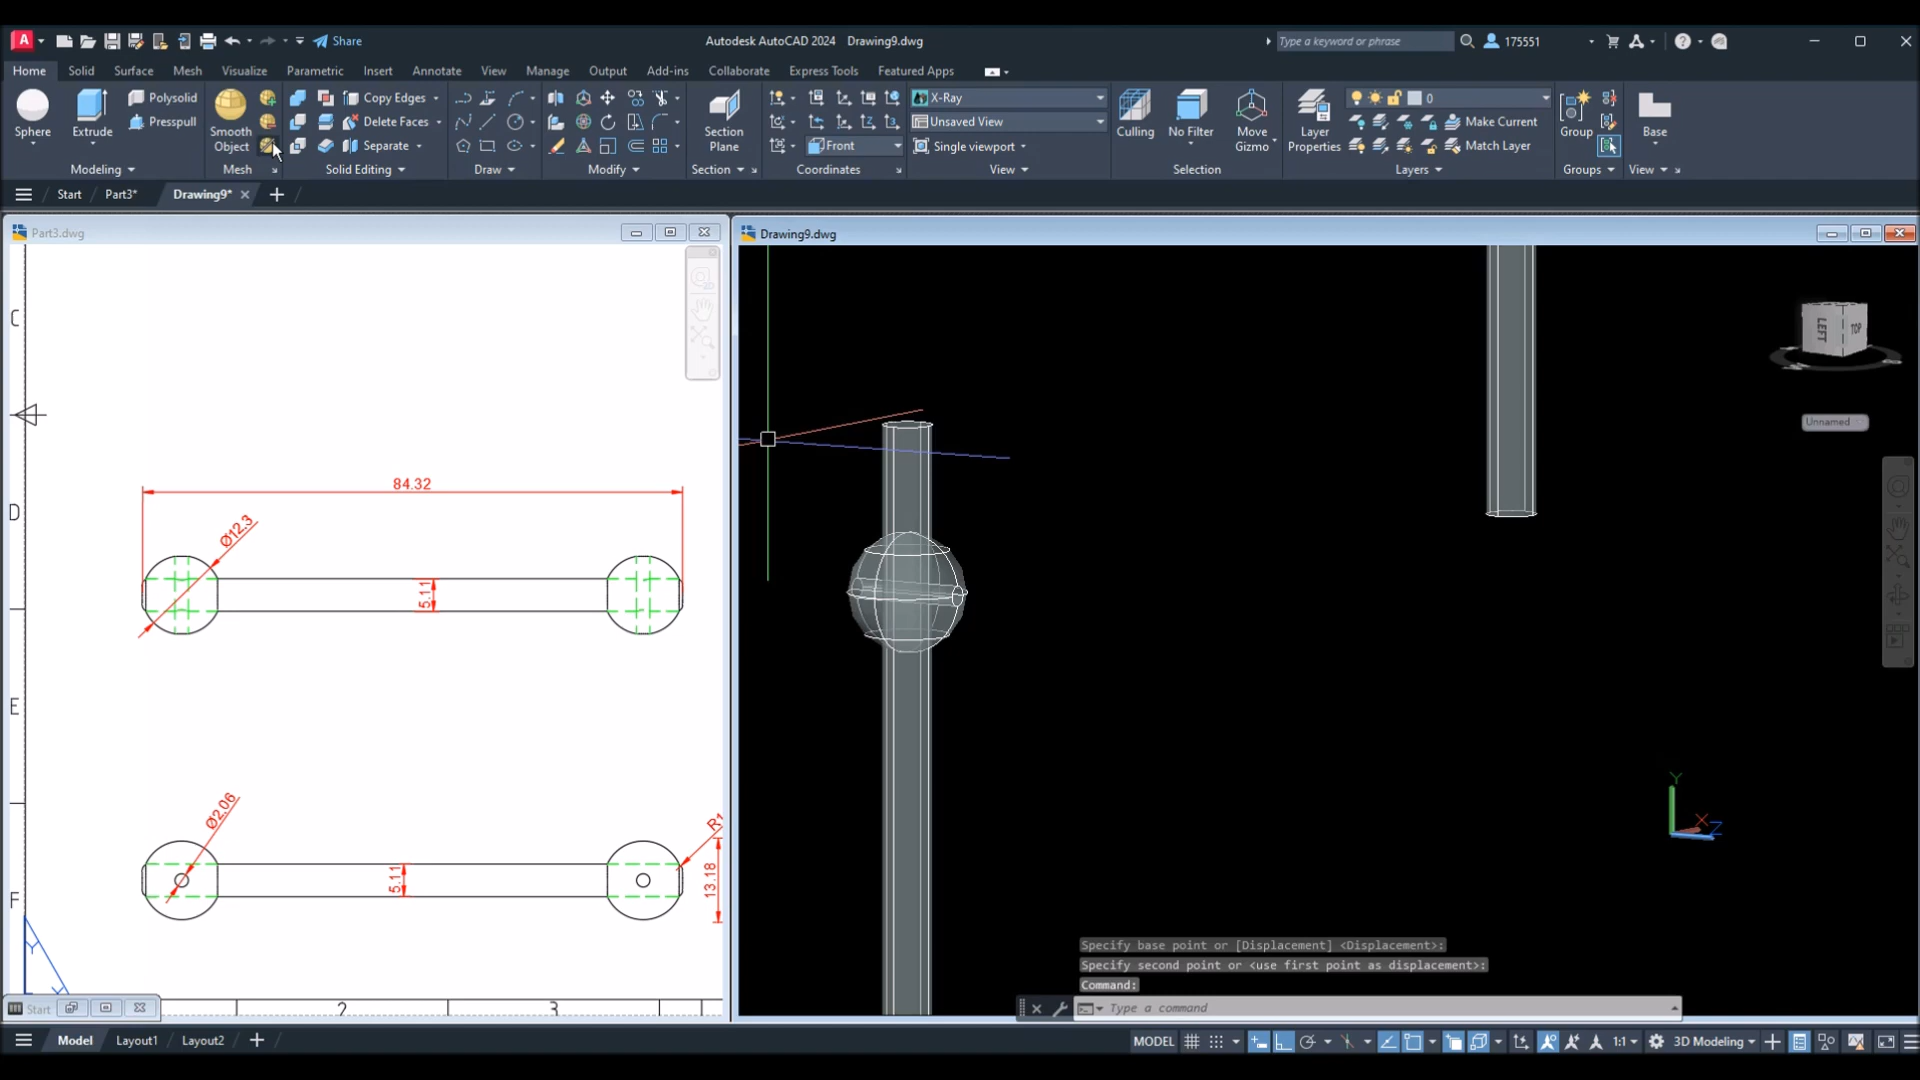 Share
Autodesk AutoCAD 2024 Drawing9.dwg
Type a keyword or phrase
175551
Home Solid Surface Mesh Visualize Parametric Insert Annotate View Manage Output Add-ins Collaborate Express Tools Featured Apps
Polysolid
Presspull
Sphere
Extrude
Smooth
Object
Copy Edges
Delete Faces
Separate
Section
Plane
Front
X-Ray
Unsaved View
Single viewport
Culling
No Filter
Move
Gizmo
Layer
Properties
0
Make Current
Match Layer
Group
Base
Modeling
Mesh
Solid Editing
Draw
Modify
Section
Coordinates
View
Selection
Layers
Groups
View
Start Part3* Drawing9*
Part3.dwg
Drawing9.dwg
C
D
E
F
84.32
Ø12.3
5.11
Ø2.06
5.11
13.18
2
3
Y
Start
LEFT
TOP
Unnamed
Y
X
Z
Specify base point or [Displacement] <Displacement>:
Specify second point or <use first point as displacement>:
Command:
Type a command
Model Layout1 Layout2
MODEL
1:1
3D Modeling